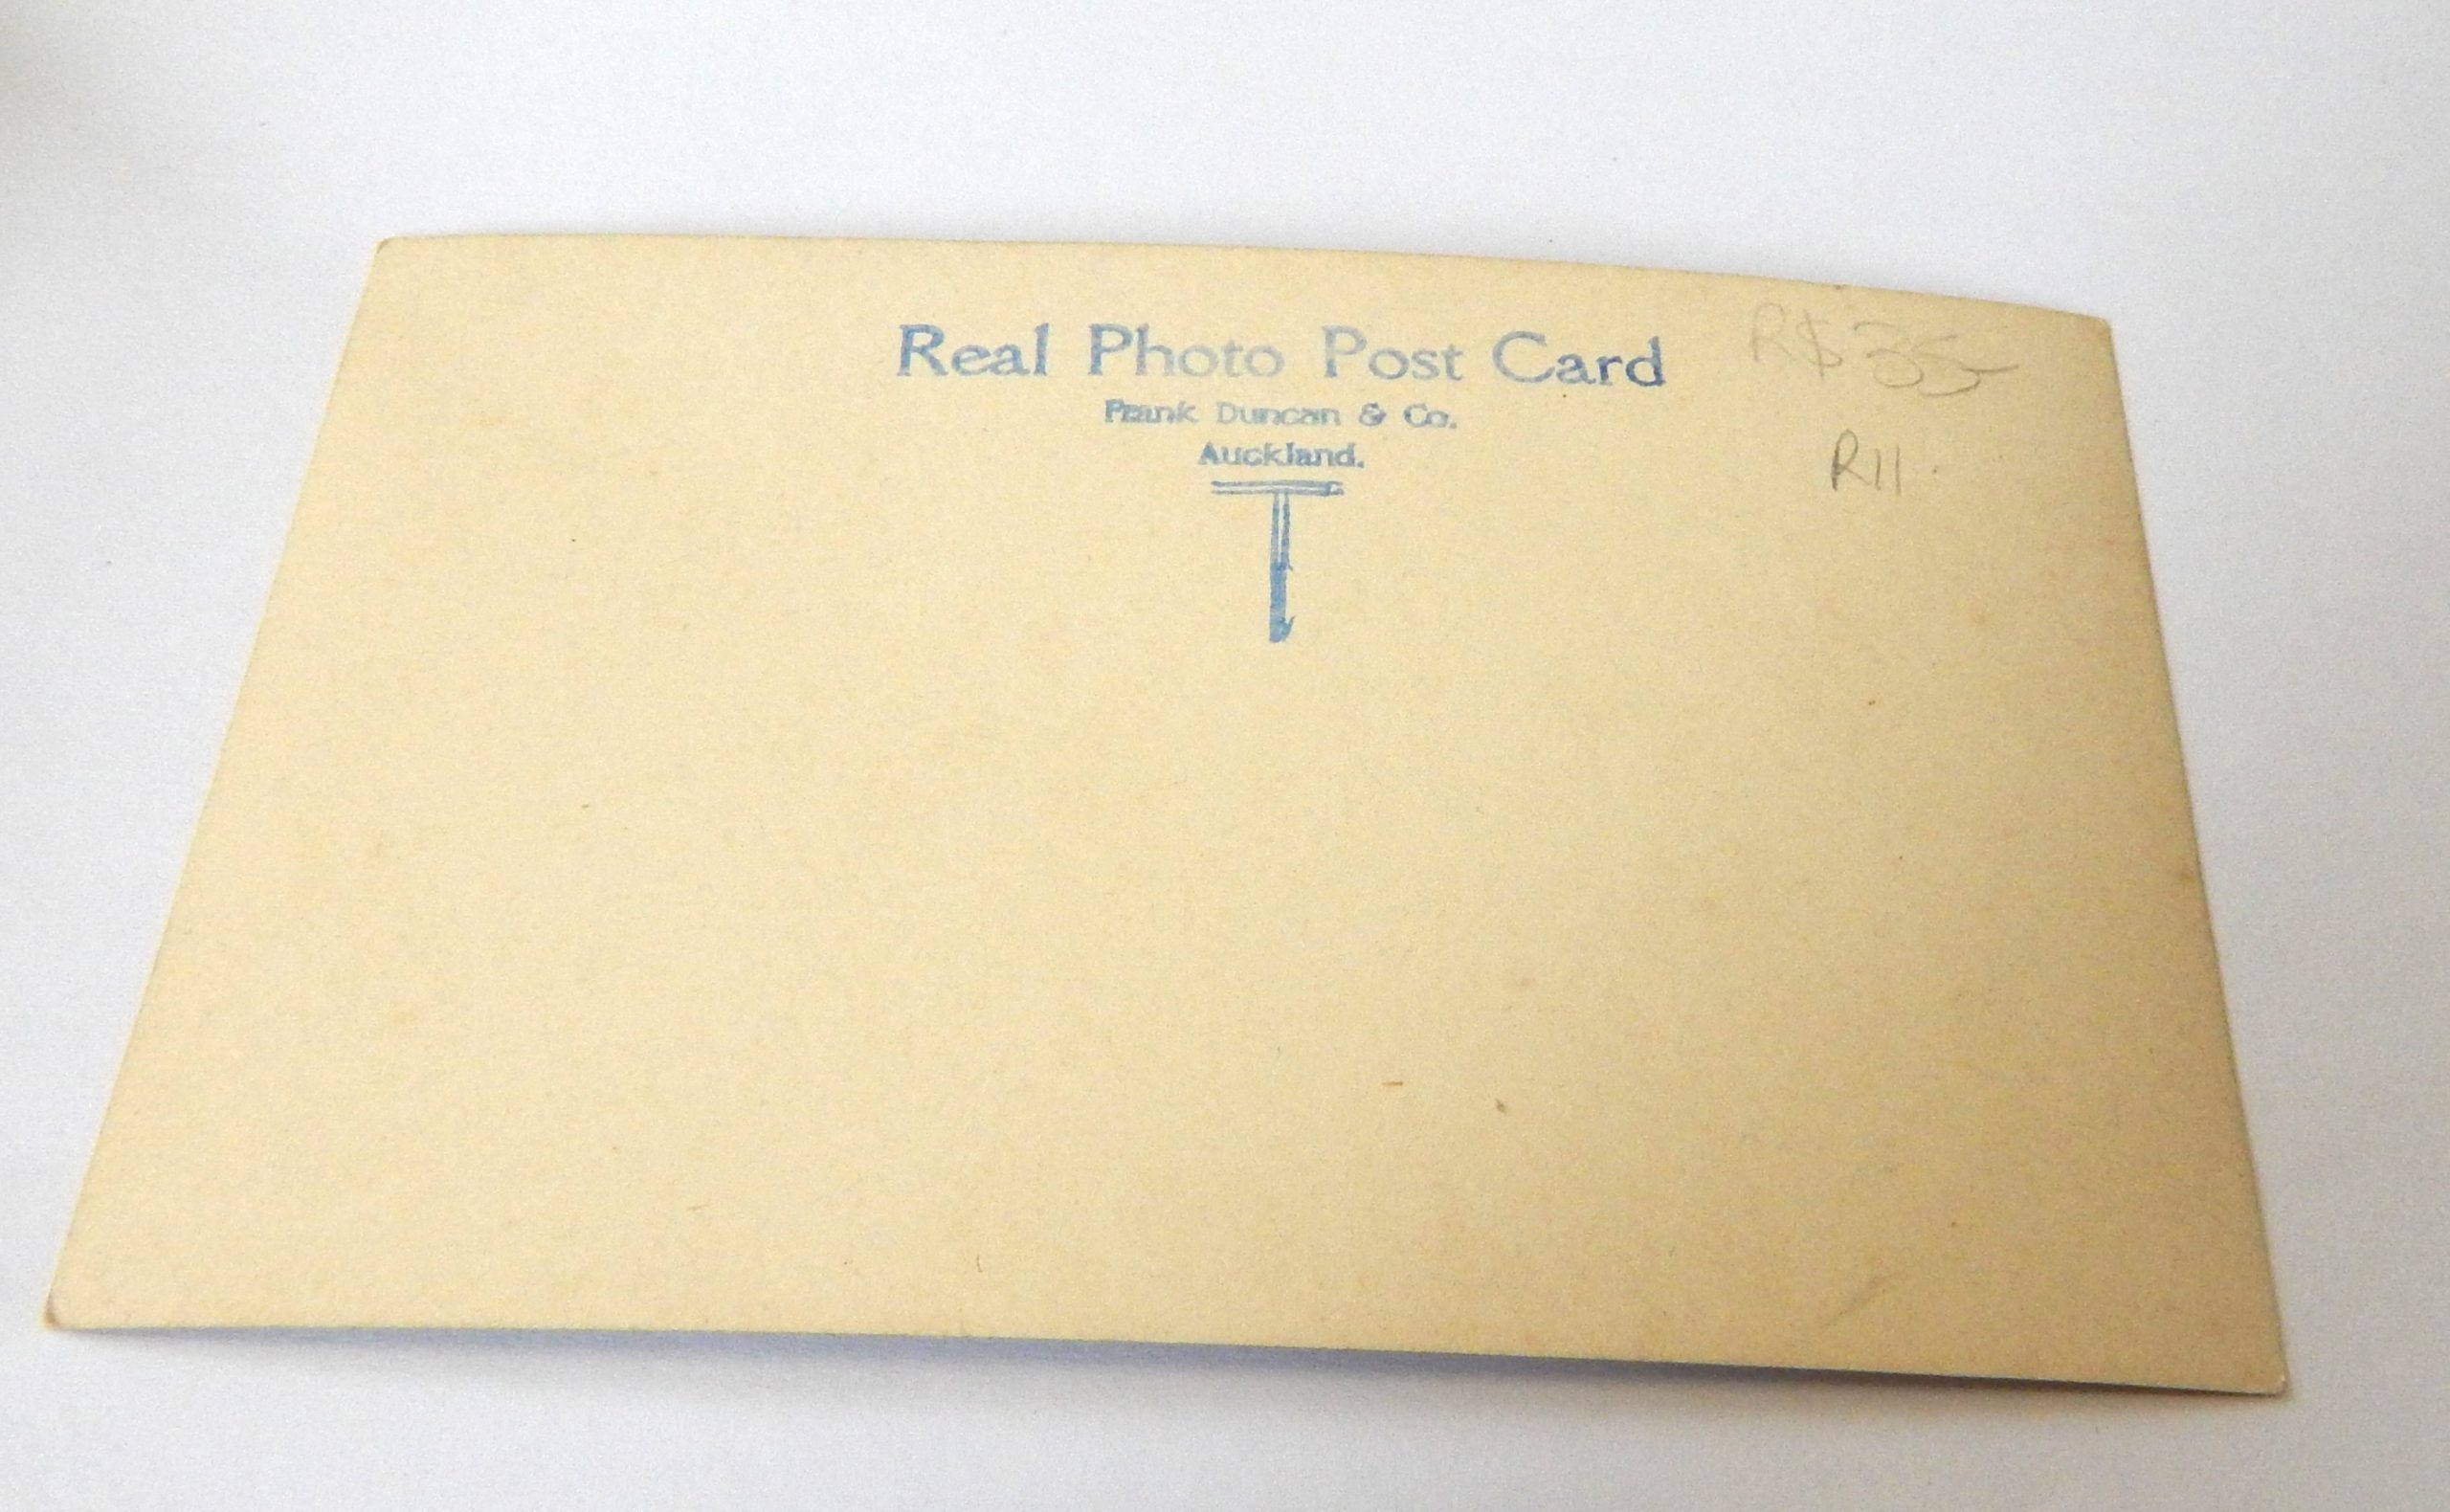 Real Photo Post Card
Frank Duncan & Co.
Auckland.
R$ 35
R11